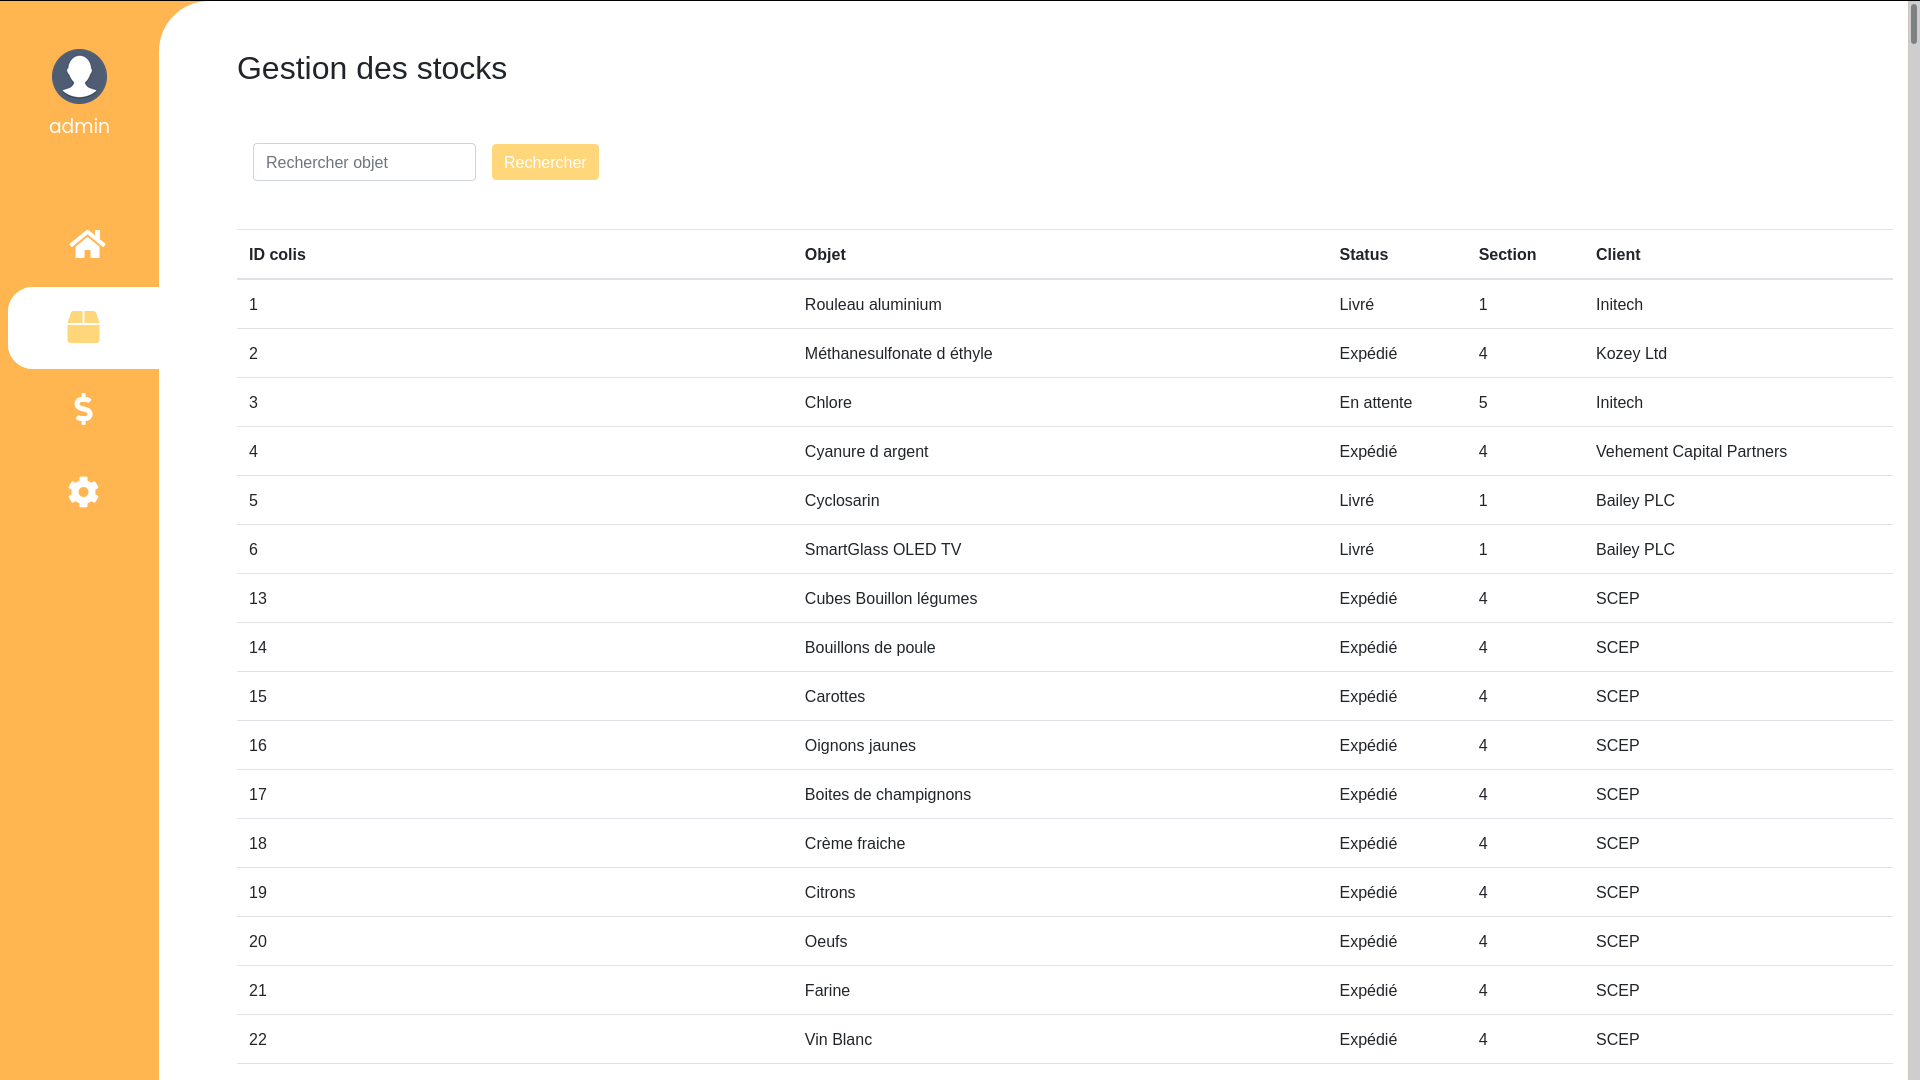 admin
Gestion des stocks
Rechercher objet Rechercher
ID colis Objet Status Section Client
1 Rouleau aluminium Livré 1 Initech
2 Méthanesulfonate d éthyle Expédié 4 Kozey Ltd
3 Chlore En attente 5 Initech
4 Cyanure d argent Expédié 4 Vehement Capital Partners
5 Cyclosarin Livré 1 Bailey PLC
6 SmartGlass OLED TV Livré 1 Bailey PLC
13 Cubes Bouillon légumes Expédié 4 SCEP
14 Bouillons de poule Expédié 4 SCEP
15 Carottes Expédié 4 SCEP
16 Oignons jaunes Expédié 4 SCEP
17 Boites de champignons Expédié 4 SCEP
18 Crème fraiche Expédié 4 SCEP
19 Citrons Expédié 4 SCEP
20 Oeufs Expédié 4 SCEP
21 Farine Expédié 4 SCEP
22 Vin Blanc Expédié 4 SCEP